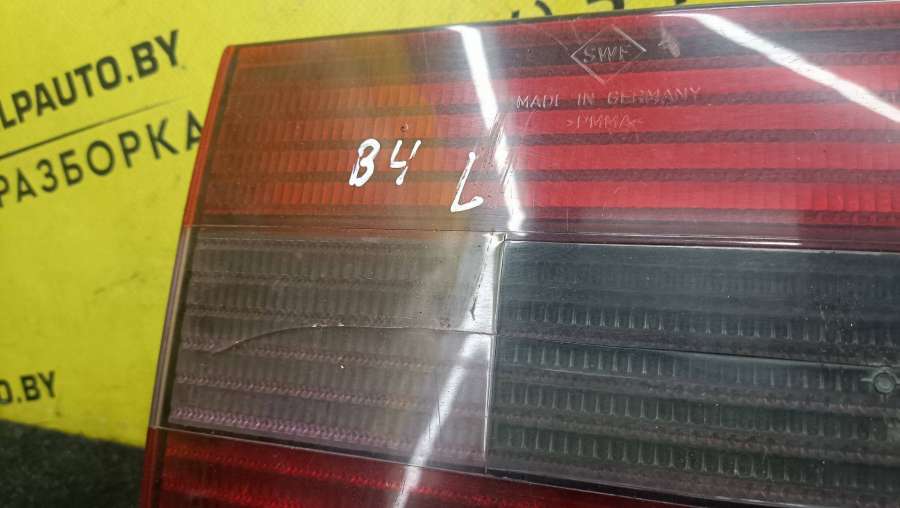 LPAUTO.BY
РАЗБОРКА
SWF
MADE IN GERMANY
>PMMA<
B4 L
.BY